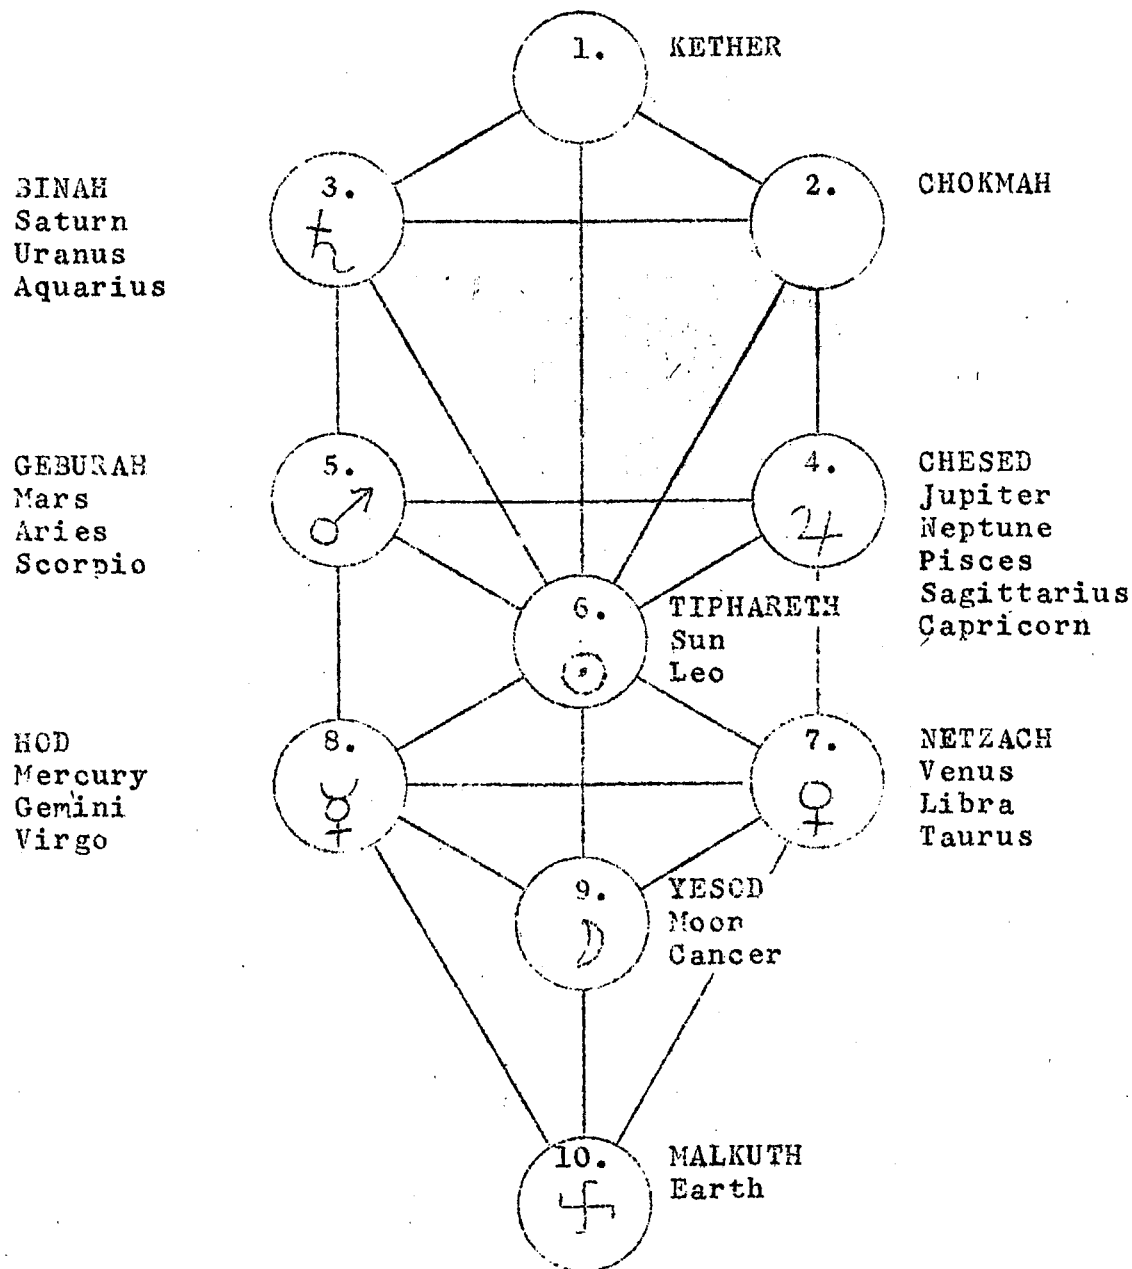 1.
KETHER
BINAH
Saturn
Uranus
Aquarius
3.
2.
CHOKMAH
GEBURAH
Mars
Aries
Scorpio
5.
4.
CHESED
Jupiter
Neptune
Pisces
Sagittarius
Capricorn
6.
TIPHARETH
Sun
Leo
HOD
Mercury
Gemini
Virgo
8.
7.
NETZACH
Venus
Libra
Taurus
9.
YESOD
Moon
Cancer
10.
MALKUTH
Earth